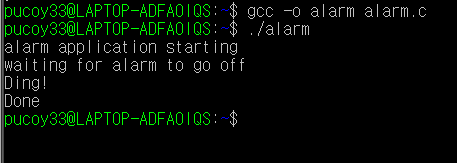 pucoy33@LAPTOP-ADFAOIQS:~$ gcc -o alarm alarm.c
pucoy33@LAPTOP-ADFAOIQS:~$ ./alarm
alarm application starting
waiting for alarm to go off
Ding!
Done
pucoy33@LAPTOP-ADFAOIQS:~$